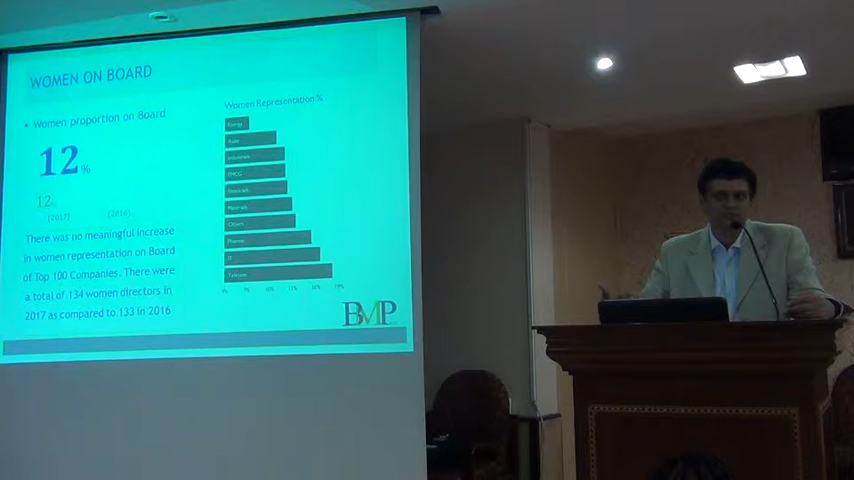 WOMEN ON BOARD
• Women proportion on Board
12%
12%
(2017) (2016)
There was no meaningful increase
in women representation on Board
of Top 100 Companies. There were
a total of 134 women directors in
2017 as compared to 133 in 2016
Women Representation %
Energy
Auto
Industrials
FMCG
Financials
Materials
Others
Pharma
IT
Telecom
BMP